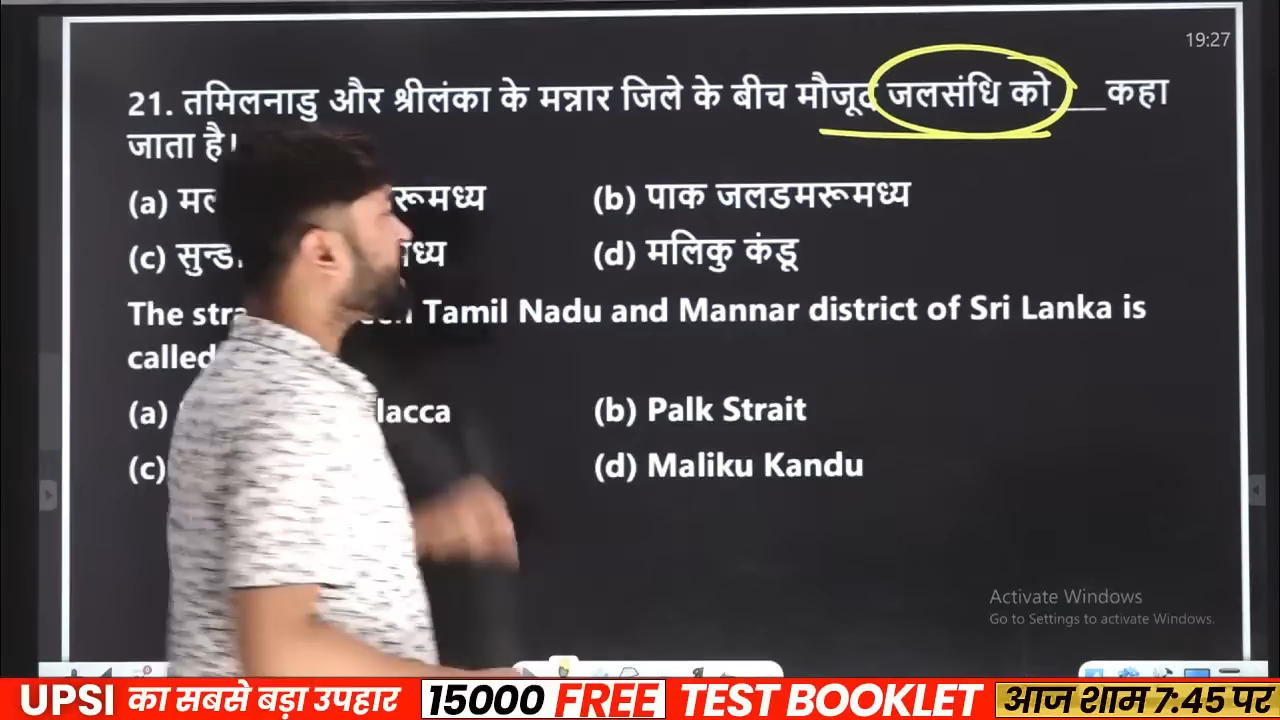 19:27
21. तमिलनाडु और श्रीलंका के मन्नार जिले के बीच मौजूद जलसंधि को___कहा
जाता है।
(a) रूमध्य (b) पाक जलडमरूमध्य
(c) (d) मलिकु कंडू
The Tamil Nadu and Mannar district of Sri Lanka is
called
(a) lacca (b) Palk Strait
(c) (d) Maliku Kandu
Activate Windows
Go to Settings to activate Windows.
UPSI का सबसे बड़ा उपहार 15000 FREE TEST BOOKLET आज शाम 7:45 पर